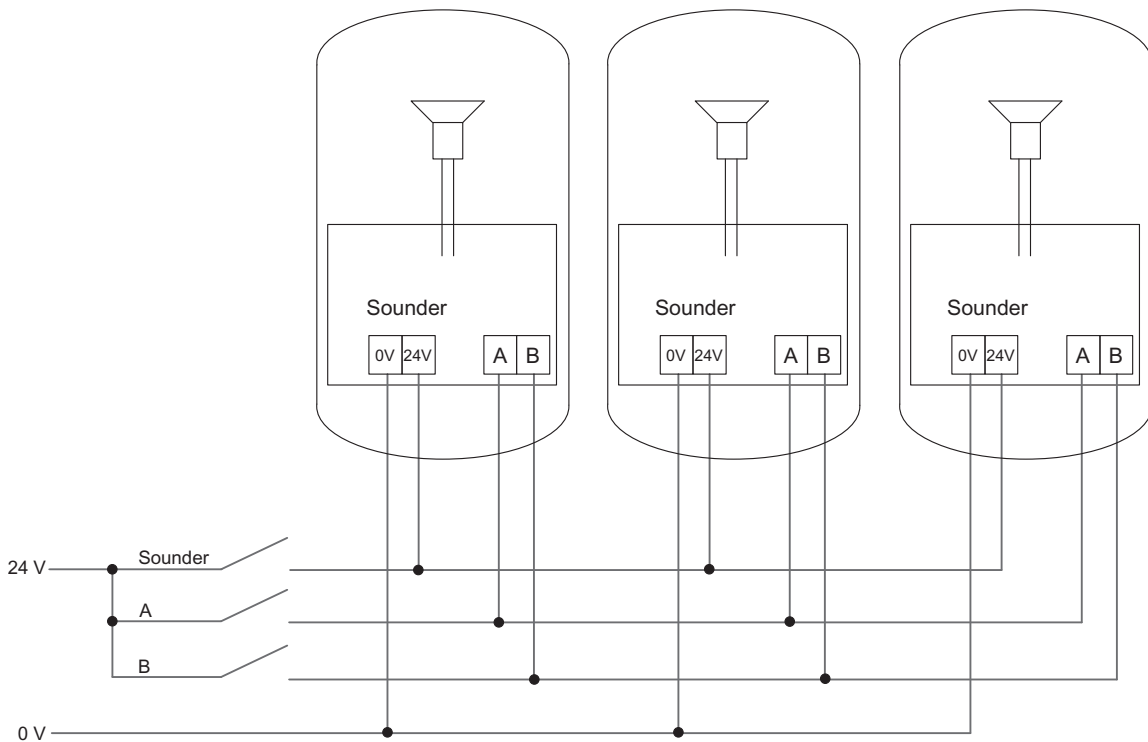 Sounder Sounder Sounder
0V 24V A B 0V 24V A B 0V 24V A B
Sounder
24 V
A
B
0 V